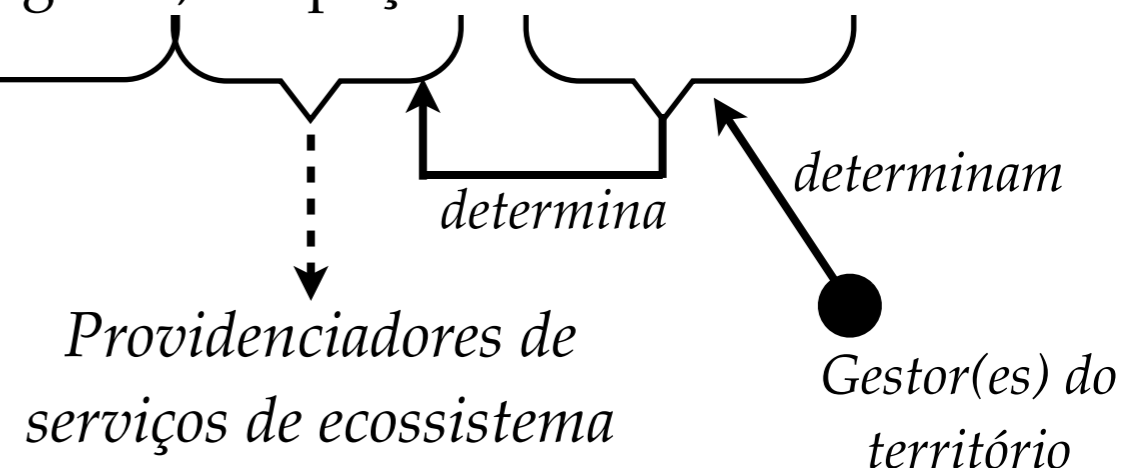 determinam
determina
Providenciadores de
serviços de ecossistema
Gestor(es) do
território